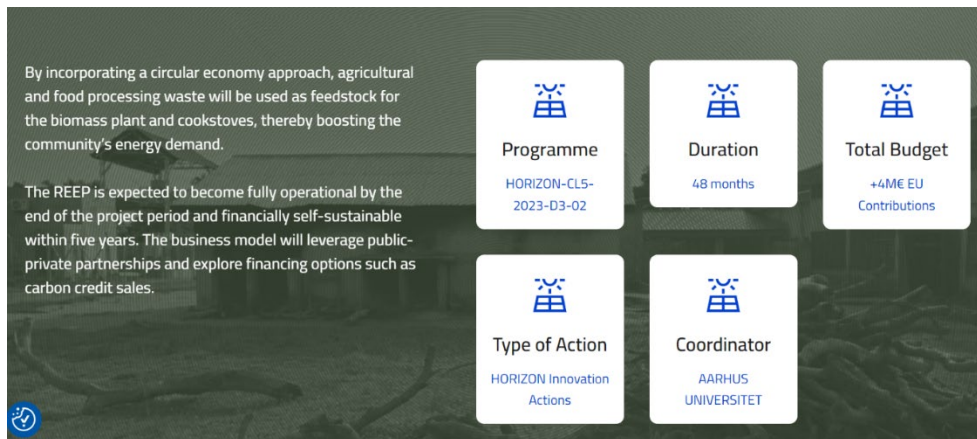 By incorporating a circular economy approach, agricultural
and food processing waste will be used as feedstock for
the biomass plant and cookstoves, thereby boosting the
community's energy demand.
The REEP is expected to become fully operational by the
end of the project period and financially self-sustainable
within five years. The business model will leverage public-
private partnerships and explore financing options such as
carbon credit sales.
Programme
HORIZON-CL5-
2023-D3-02
Duration
48 months
Total Budget
+4M€ EU
Contributions
Type of Action
HORIZON Innovation
Actions
Coordinator
AARHUS
UNIVERSITET